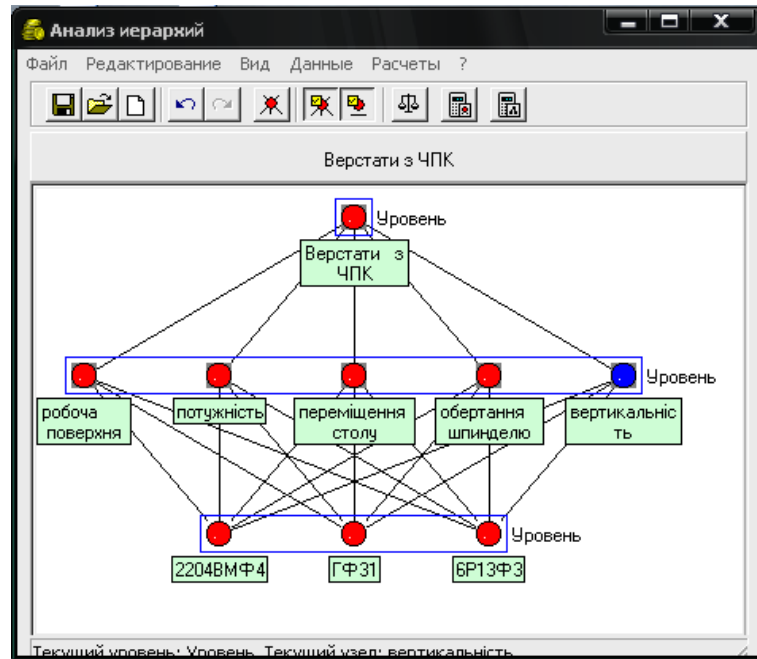 Анализ иерархий
Файл Редактирование Вид Данные Расчеты ?
Верстати з ЧПК
Уровень
Верстати з
ЧПК
Уровень
робоча
поверхня
потужність
переміщення
столу
обертання
шпинделю
вертикальніс
ть
Уровень
2204ВМФ4
ГФ31
6Р13Ф3
Текущий уровень: Уровень. Текущий узел: вертикальність